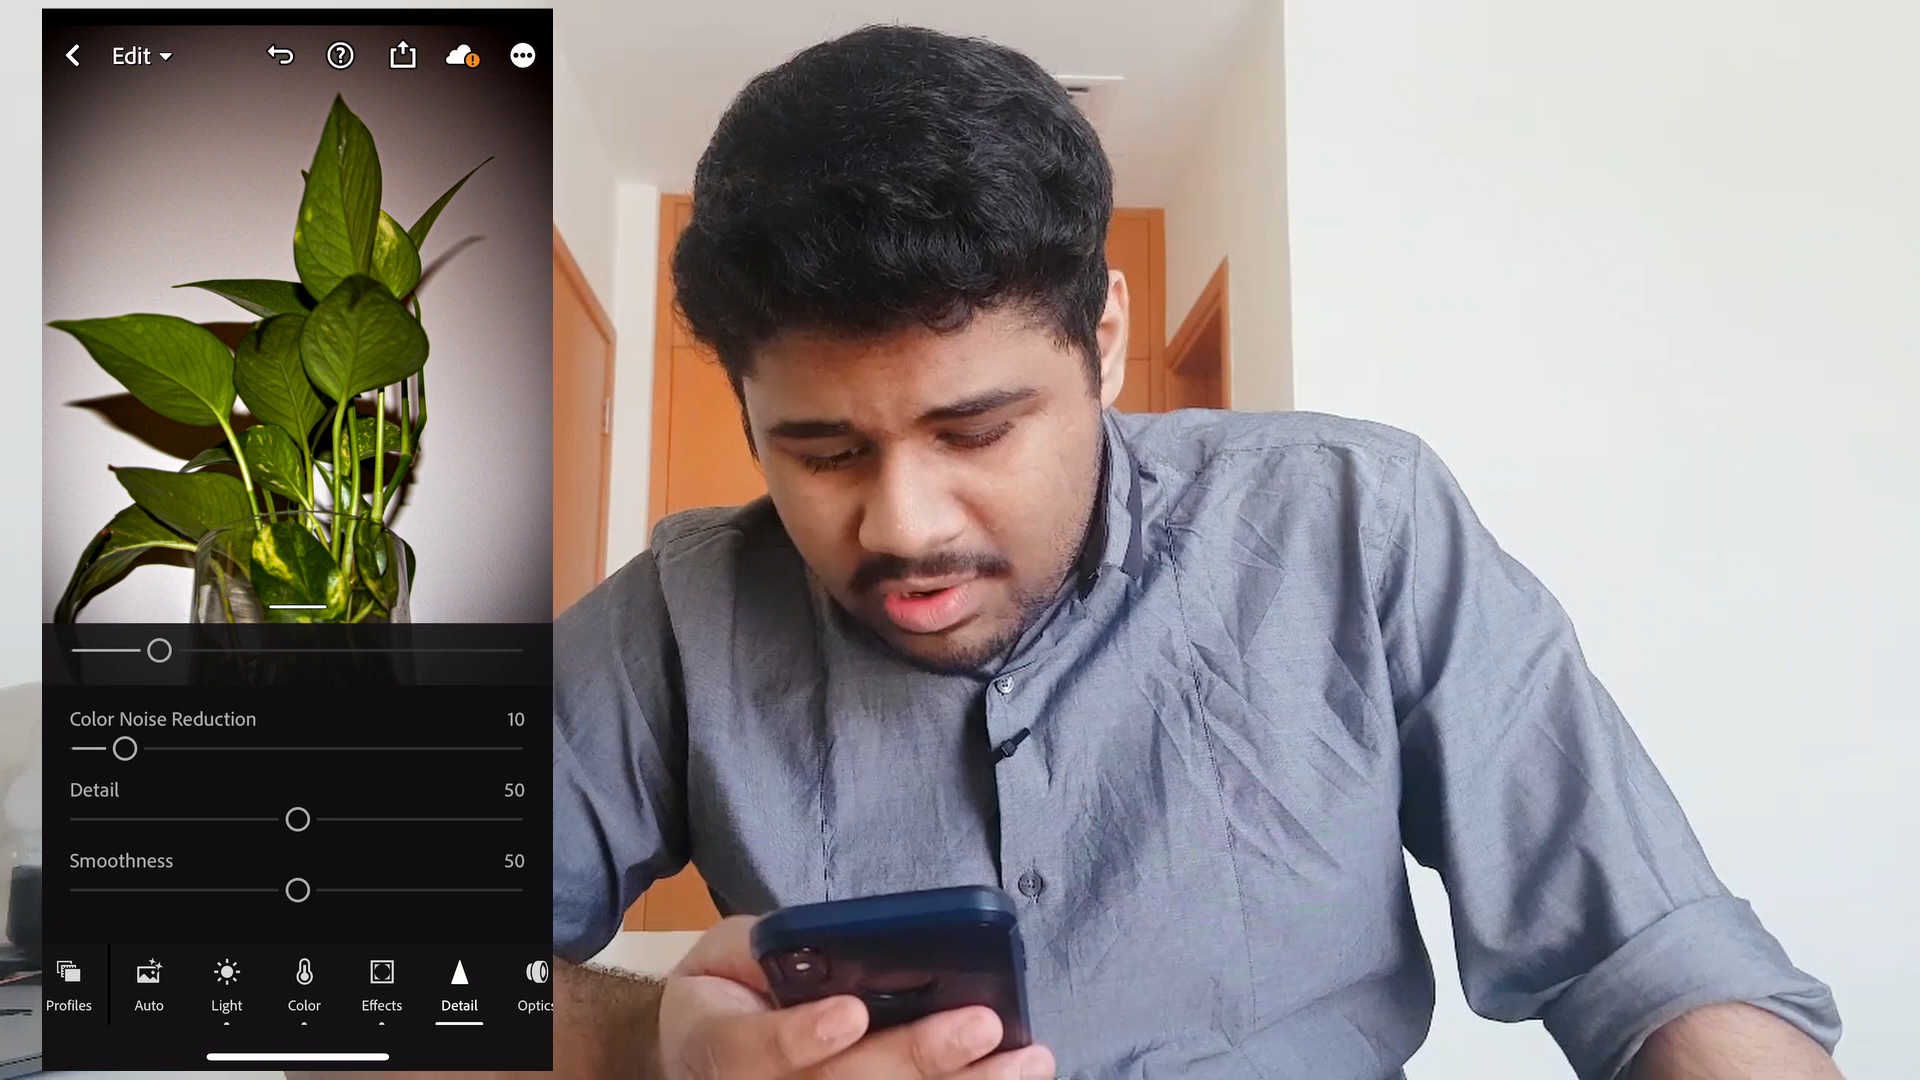 Edit
Color Noise Reduction 10
Detail 50
Smoothness 50
Profiles Auto Light Color Effects Detail Optics